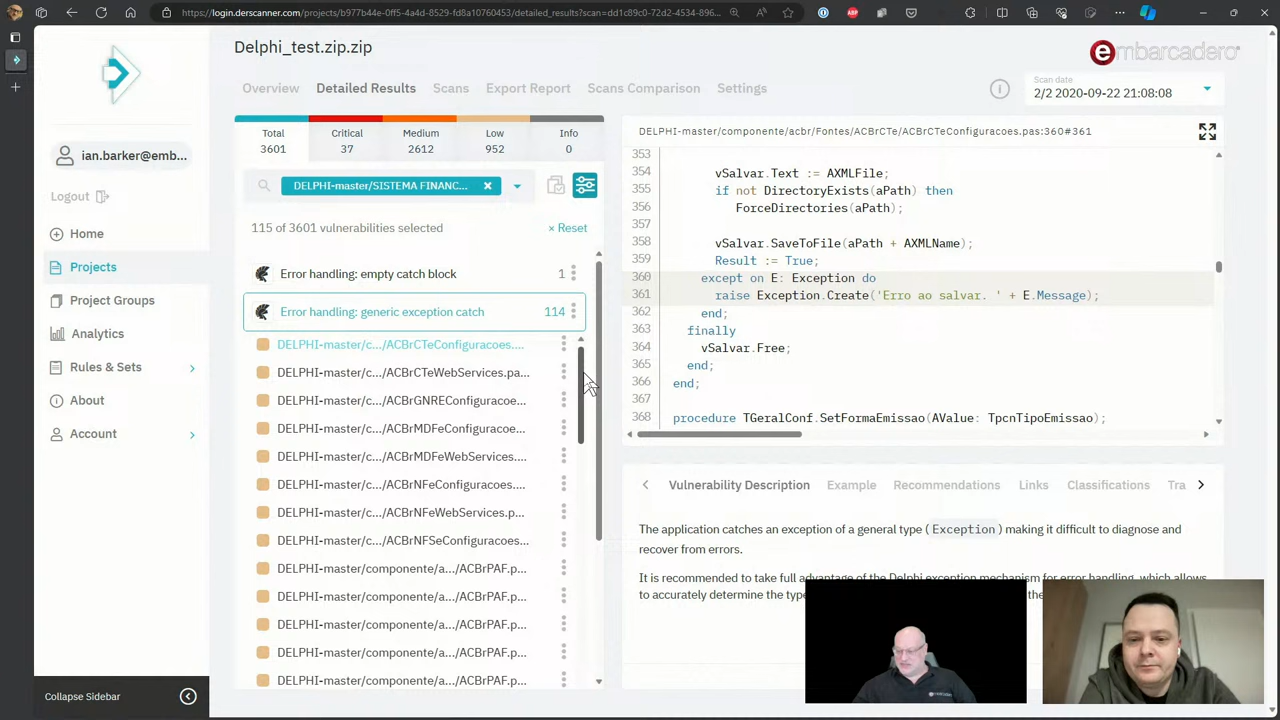 https://login.derscanner.com/projects/b977b44e-0ff5-4a4d-8529-fd8a10760453/detailed_results?scan=dd1c89c0-72d2-4534-896...
Delphi_test.zip.zip
embarcadero
Overview
Detailed Results
Scans
Export Report
Scans Comparison
Settings
Scan date
2/2 2020-09-22 21:08:08
ian.barker@emb...
Logout
Home
Projects
Project Groups
Analytics
Rules & Sets
About
Account
Collapse Sidebar
Total
3601
Critical
37
Medium
2612
Low
952
Info
0
DELPHI-master/SISTEMA FINANC...
115 of 3601 vulnerabilities selected
× Reset
Error handling: empty catch block 1
Error handling: generic exception catch 114
DELPHI-master/c.../ACBrCTeConfiguracoes....
DELPHI-master/c.../ACBrCTeWebServices.pa...
DELPHI-master/c.../ACBrGNREConfiguracoe...
DELPHI-master/c.../ACBrMDFeConfiguracoe...
DELPHI-master/c.../ACBrMDFeWebServices....
DELPHI-master/c.../ACBrNFeConfiguracoes....
DELPHI-master/c.../ACBrNFeWebServices.p...
DELPHI-master/c.../ACBrNFSeConfiguracoes...
DELPHI-master/componente/a.../ACBrPAF.p...
DELPHI-master/componente/a.../ACBrPAF.p...
DELPHI-master/componente/a.../ACBrPAF.p...
DELPHI-master/componente/a.../ACBrPAF.p...
DELPHI-master/componente/a.../ACBrPAF.p...
DELPHI-master/componente/acbr/Fontes/ACBrCTe/ACBrCTeConfiguracoes.pas:360#361
353
354 vSalvar.Text := AXMLFile;
355 if not DirectoryExists(aPath) then
356 ForceDirectories(aPath);
357
358 vSalvar.SaveToFile(aPath + AXMLName);
359 Result := True;
360 except on E: Exception do
361 raise Exception.Create('Erro ao salvar. ' + E.Message);
362 end;
363 finally
364 vSalvar.Free;
365 end;
366 end;
367
368 procedure TGeralConf.SetFormaEmissao(AValue: TpcnTipoEmissao);
Vulnerability Description
Example
Recommendations
Links
Classifications
Tra
The application catches an exception of a general type (Exception) making it difficult to diagnose and
recover from errors.
It is recommended to take full advantage of the Delphi exception mechanism for error handling, which allows
to accurately determine the type